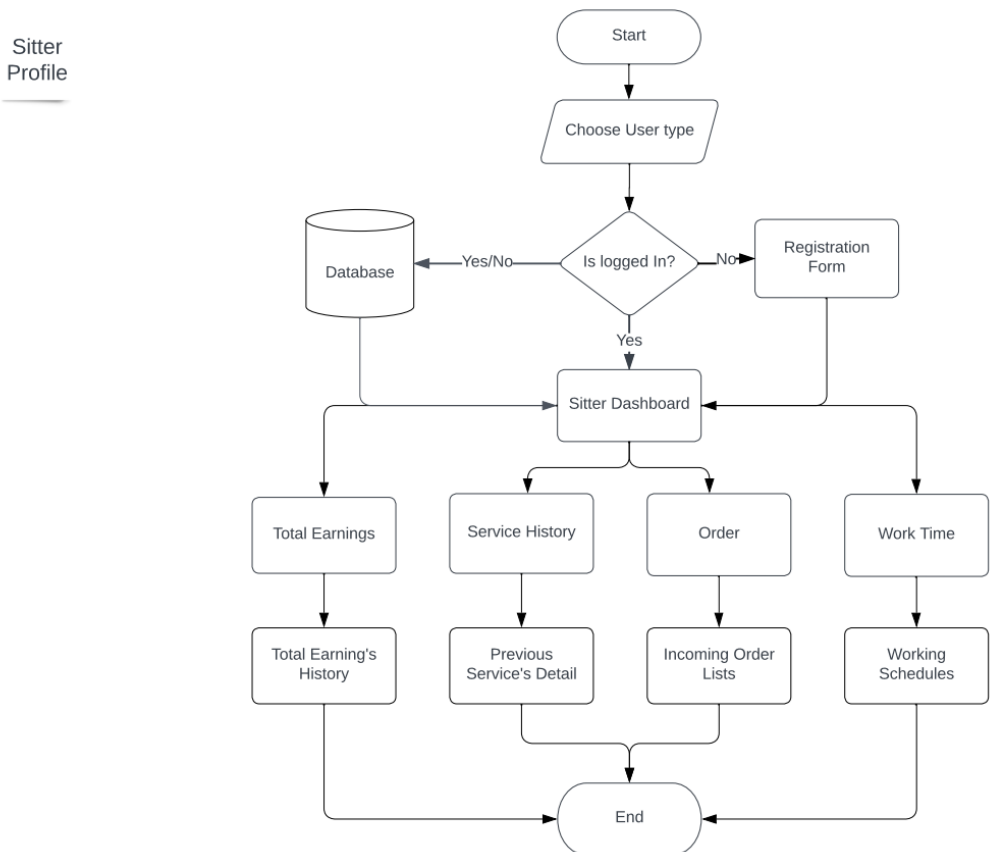 Sitter
Profile
Start
Choose User type
Database
Yes/No
Is logged In?
No
Registration
Form
Yes
Sitter Dashboard
Total Earnings
Service History
Order
Work Time
Total Earning's
History
Previous
Service's Detail
Incoming Order
Lists
Working
Schedules
End